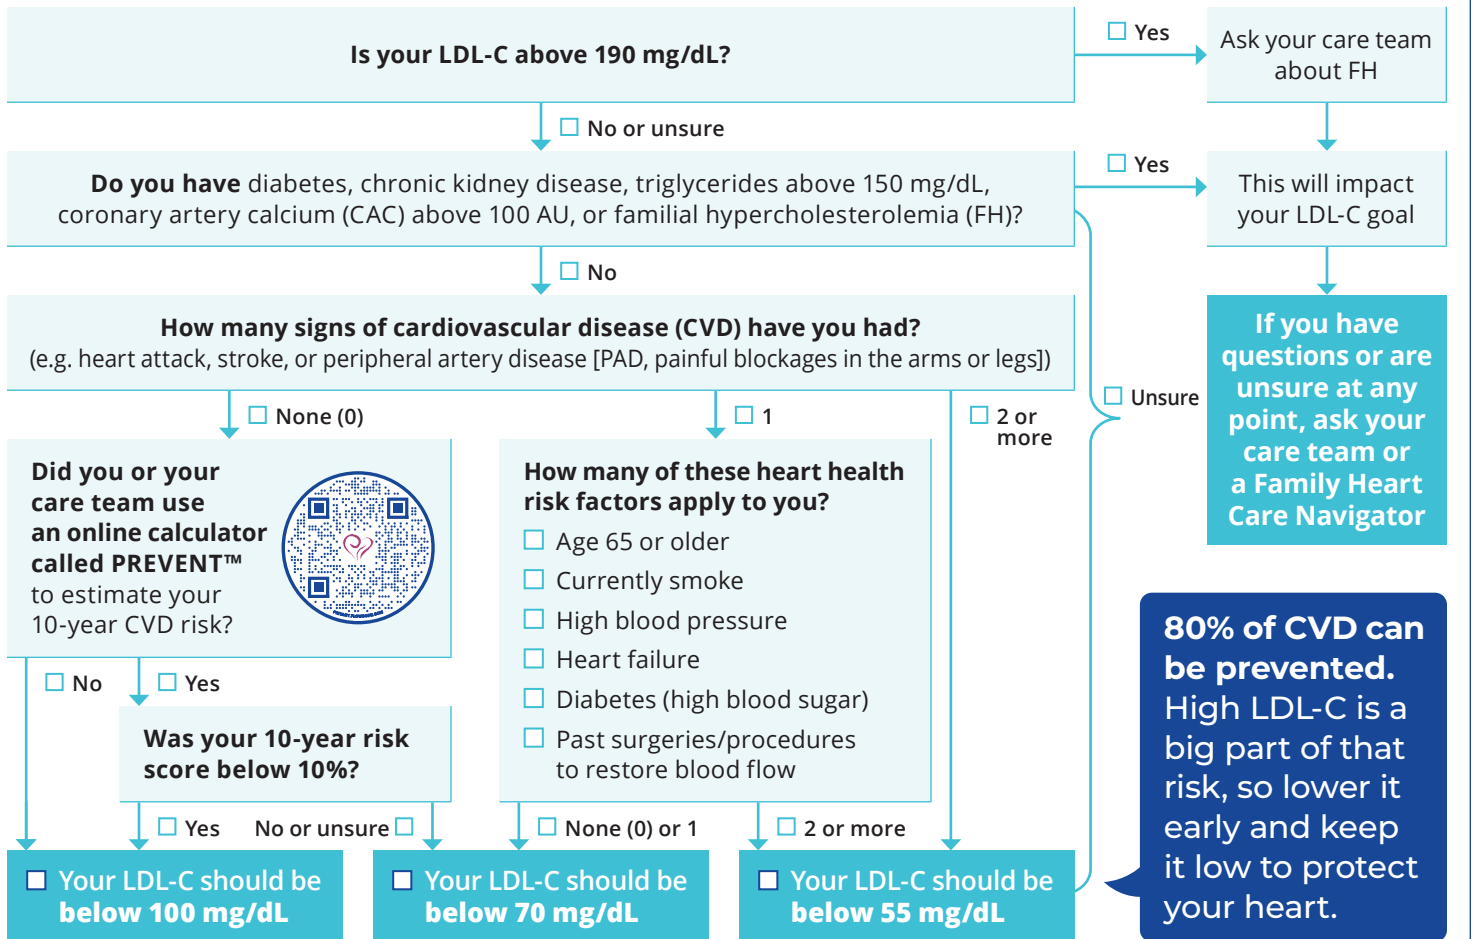 Is your LDL-C above 190 mg/dL?
Yes
Ask your care team
about FH
No or unsure
Do you have diabetes, chronic kidney disease, triglycerides above 150 mg/dL,
coronary artery calcium (CAC) above 100 AU, or familial hypercholesterolemia (FH)?
Yes
This will impact
your LDL-C goal
No
How many signs of cardiovascular disease (CVD) have you had?
(e.g. heart attack, stroke, or peripheral artery disease [PAD, painful blockages in the arms or legs])
If you have
questions or are
unsure at any
point, ask your
care team or
a Family Heart
Care Navigator
Unsure
None (0)
1
2 or
more
Did you or your
care team use
an online calculator
called PREVENT™
to estimate your
10-year CVD risk?
How many of these heart health
risk factors apply to you?
Age 65 or older
Currently smoke
High blood pressure
Heart failure
Diabetes (high blood sugar)
Past surgeries/procedures
to restore blood flow
No
Yes
Was your 10-year risk
score below 10%?
Yes
No or unsure
None (0) or 1
2 or more
Your LDL-C should be
below 100 mg/dL
Your LDL-C should be
below 70 mg/dL
Your LDL-C should be
below 55 mg/dL
80% of CVD can
be prevented.
High LDL-C is a
big part of that
risk, so lower it
early and keep
it low to protect
your heart.